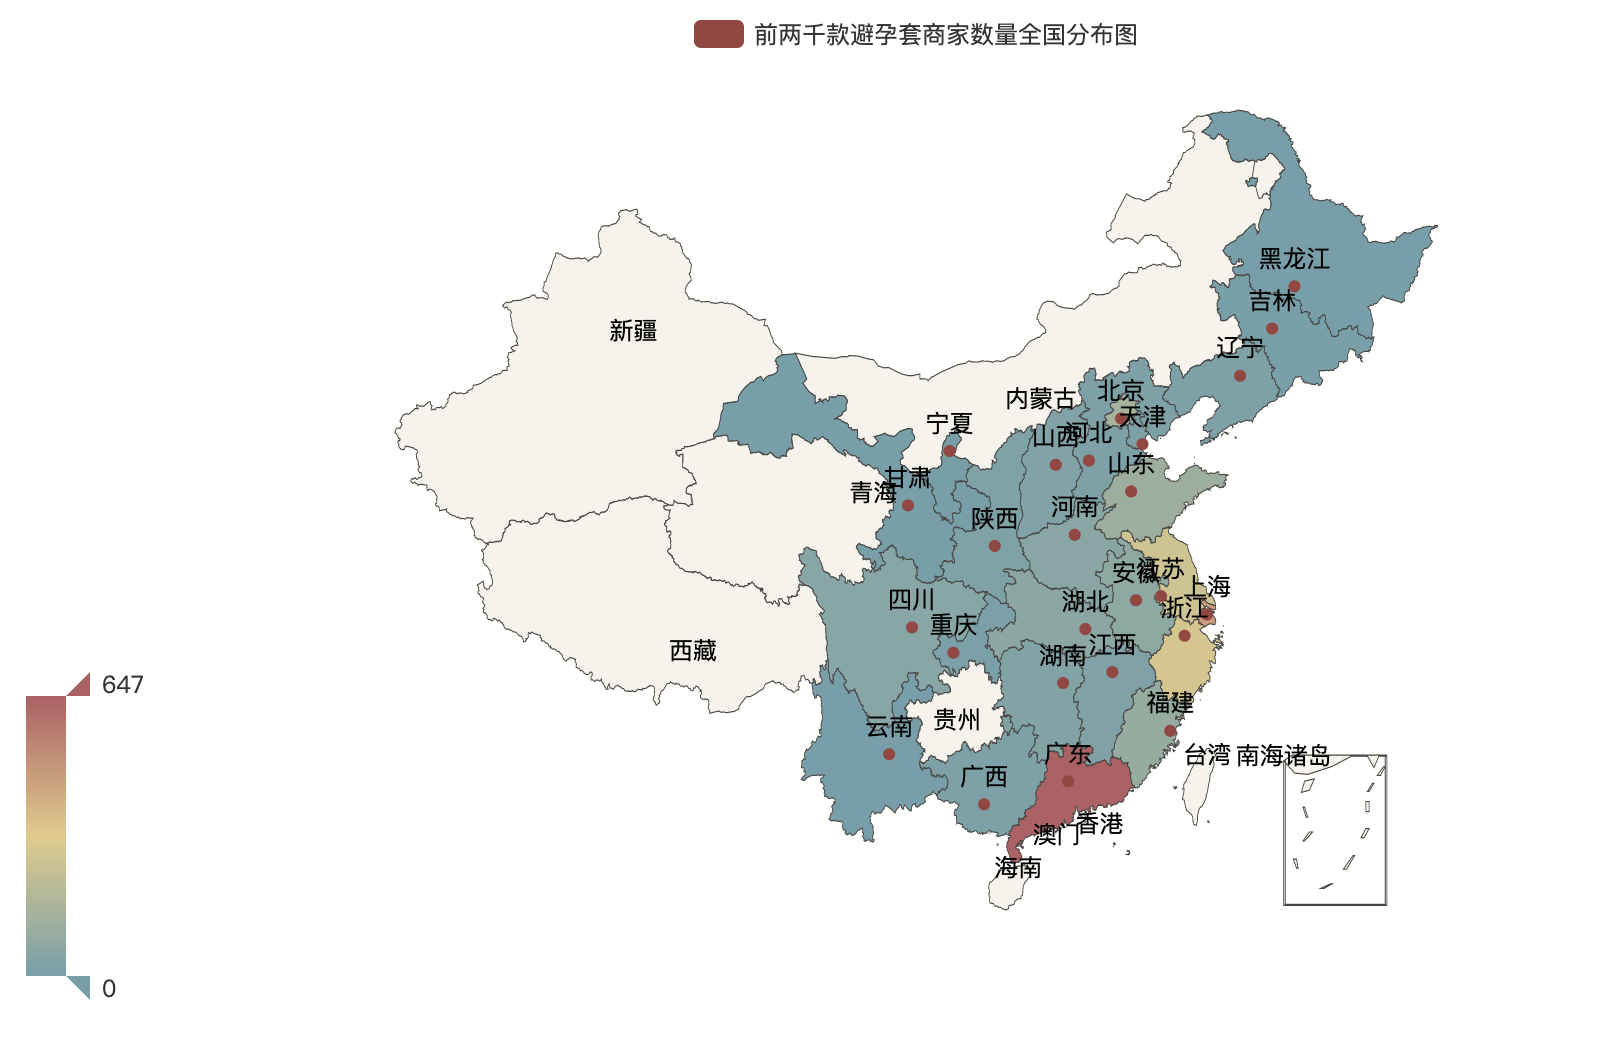 前两千款避孕套商家数量全国分布图
黑龙江
吉林
新疆
辽宁
北京
内蒙古
天津
宁夏
河北
山西
山东
甘肃
青海
河南
陕西
江苏
安徽
上海
四川
湖北
浙江
重庆
江西
西藏
湖南
647
福建
贵州
云南
广东
台湾
南海诸岛
广西
香港
澳门
海南
0